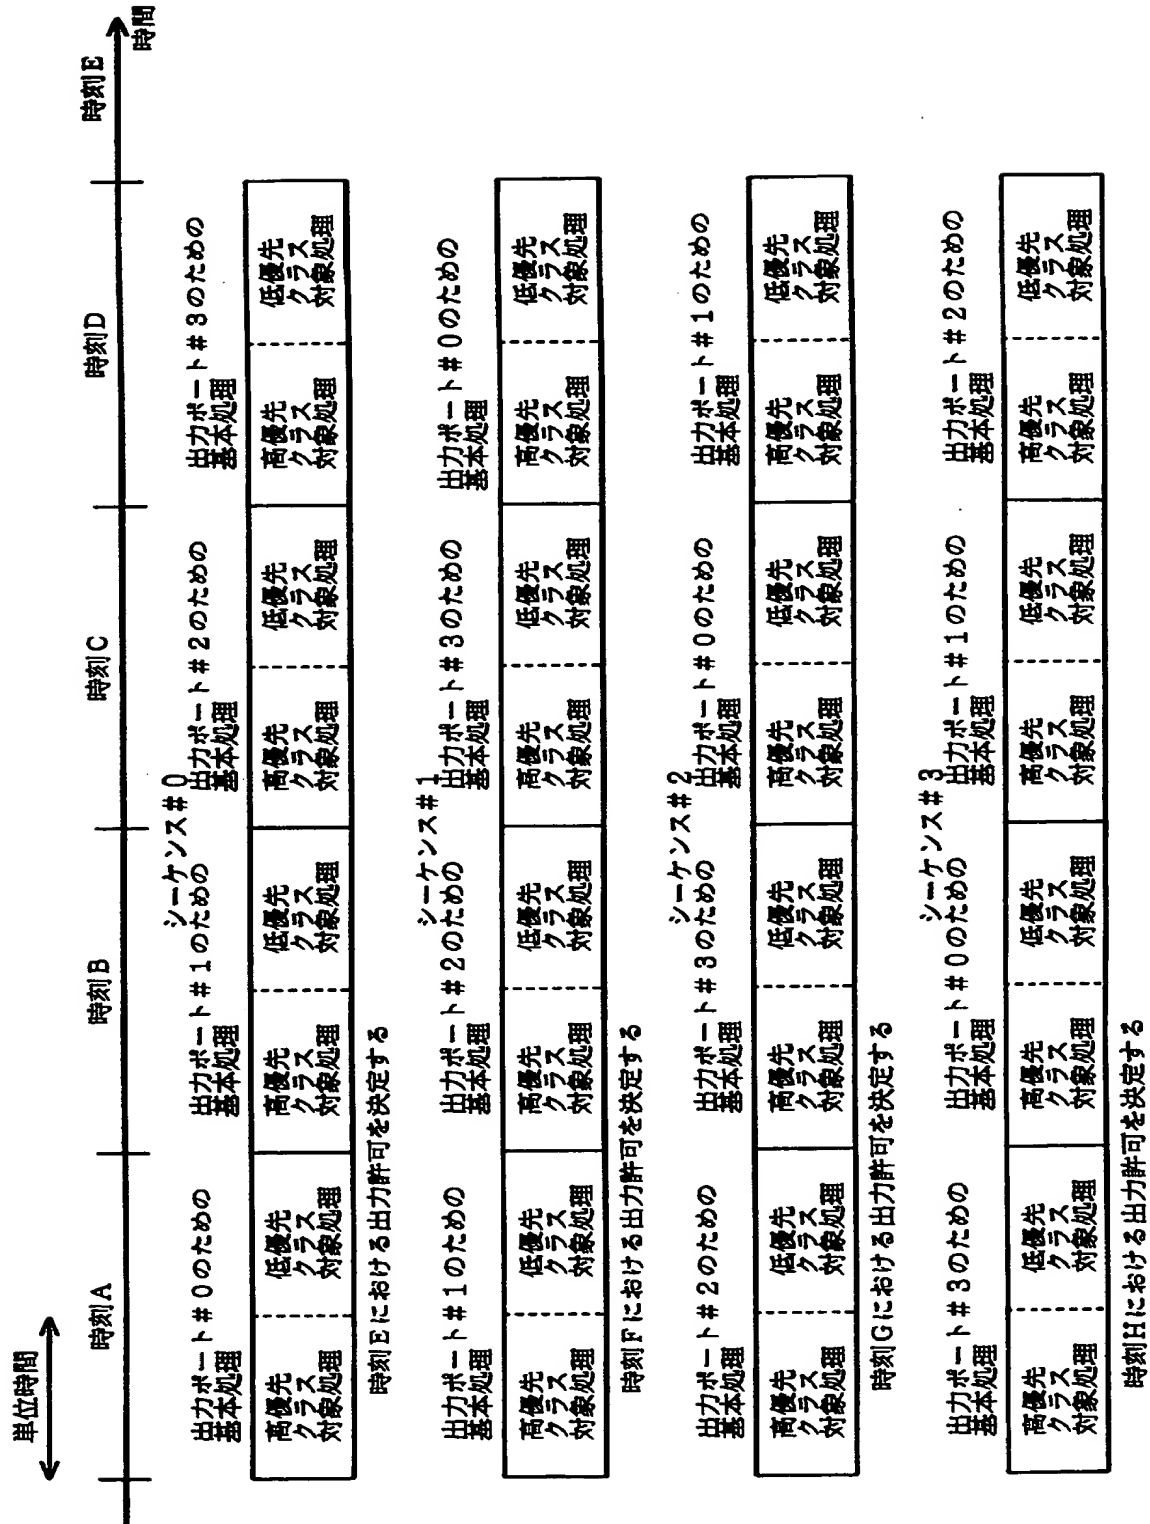 単位時間
時刻A
時刻B
時刻C
時刻D
時刻E
時間
シーケンス#0
出力ポート#0のための
基本処理
出力ポート#1のための
基本処理
出力ポート#2のための
基本処理
出力ポート#3のための
基本処理
高優先
クラス
対象処理
低優先
クラス
対象処理
高優先
クラス
対象処理
低優先
クラス
対象処理
高優先
クラス
対象処理
低優先
クラス
対象処理
高優先
クラス
対象処理
低優先
クラス
対象処理
時刻Eにおける出力許可を決定する
シーケンス#1
出力ポート#1のための
基本処理
出力ポート#2のための
基本処理
出力ポート#3のための
基本処理
出力ポート#0のための
基本処理
高優先
クラス
対象処理
低優先
クラス
対象処理
高優先
クラス
対象処理
低優先
クラス
対象処理
高優先
クラス
対象処理
低優先
クラス
対象処理
高優先
クラス
対象処理
低優先
クラス
対象処理
時刻Fにおける出力許可を決定する
シーケンス#2
出力ポート#2のための
基本処理
出力ポート#3のための
基本処理
出力ポート#0のための
基本処理
出力ポート#1のための
基本処理
高優先
クラス
対象処理
低優先
クラス
対象処理
高優先
クラス
対象処理
低優先
クラス
対象処理
高優先
クラス
対象処理
低優先
クラス
対象処理
高優先
クラス
対象処理
低優先
クラス
対象処理
時刻Gにおける出力許可を決定する
シーケンス#3
出力ポート#3のための
基本処理
出力ポート#0のための
基本処理
出力ポート#1のための
基本処理
出力ポート#2のための
基本処理
高優先
クラス
対象処理
低優先
クラス
対象処理
高優先
クラス
対象処理
低優先
クラス
対象処理
高優先
クラス
対象処理
低優先
クラス
対象処理
高優先
クラス
対象処理
低優先
クラス
対象処理
時刻Hにおける出力許可を決定する